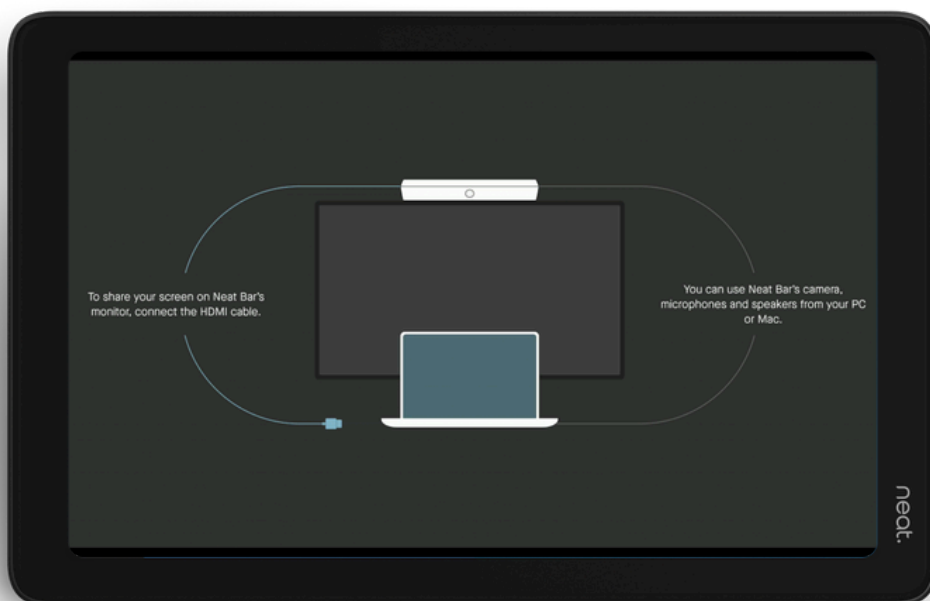 To share your screen on Neat Bar's
monitor, connect the HDMI cable.
You can use Neat Bar's camera,
microphones and speakers from your PC
or Mac.
neat.